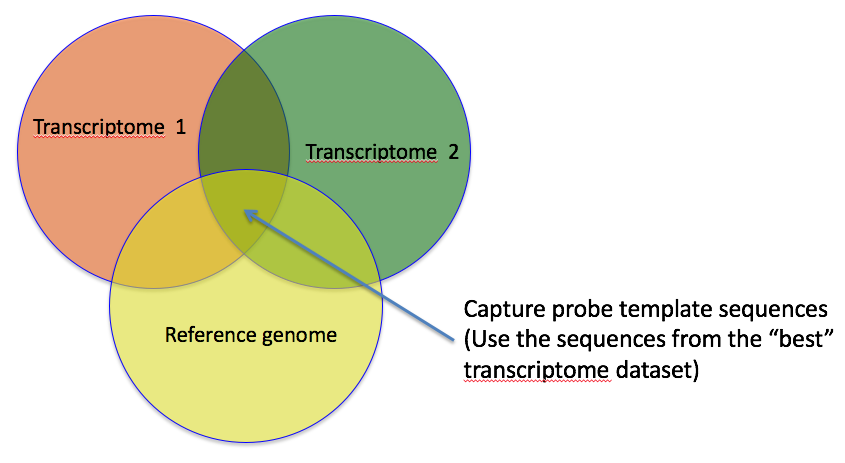 Transcriptome 1
Transcriptome 2
Reference genome
Capture probe template sequences
(Use the sequences from the “best”
transcriptome dataset)